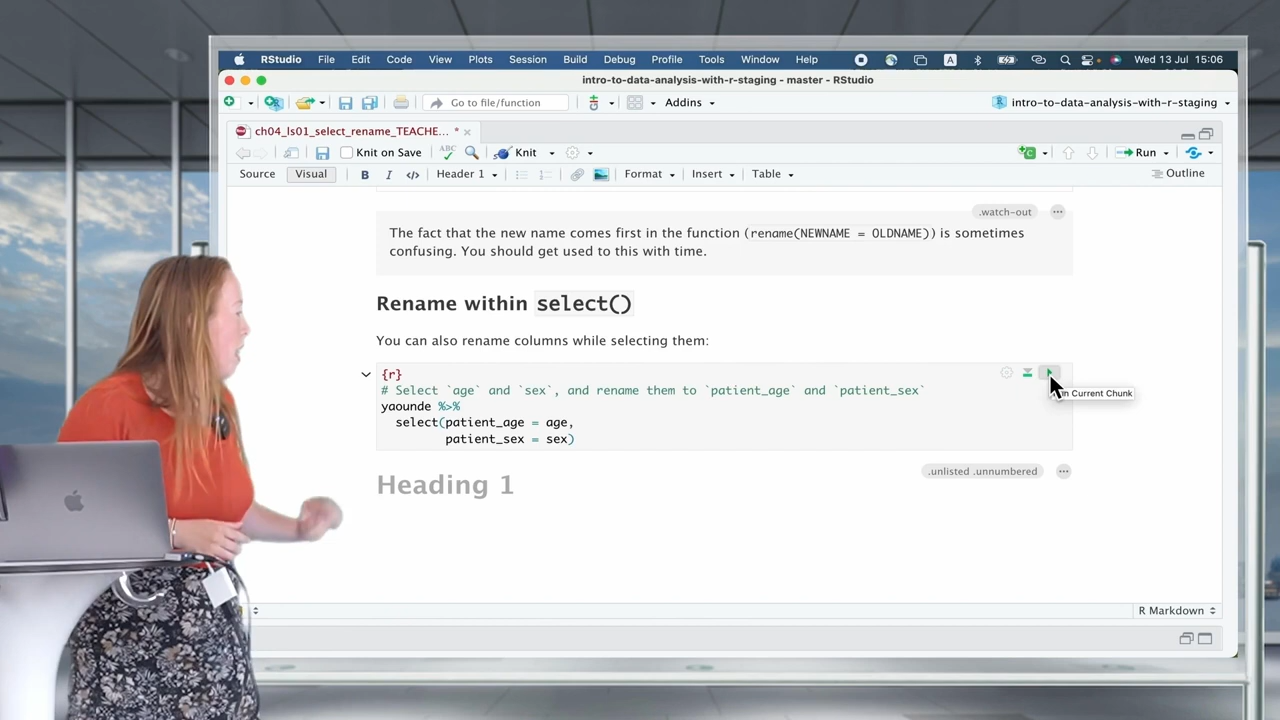 RStudio File Edit Code View Plots Session Build Debug Profile Tools Window Help A Wed 13 Jul 15:06
intro-to-data-analysis-with-r-staging - master - RStudio
Go to file/function Addins intro-to-data-analysis-with-r-staging
ch04_ls01_select_rename_TEACHE... *
Knit on Save ABC Knit Run
Source Visual B I </> Header 1 Format Insert Table Outline
.watch-out
The fact that the new name comes first in the function (rename(NEWNAME = OLDNAME)) is sometimes
confusing. You should get used to this with time.
Rename within select()
You can also rename columns while selecting them:
{r}
# Select `age` and `sex`, and rename them to `patient_age` and `patient_sex`
yaounde %>%
select(patient_age = age,
patient_sex = sex)
Current Chunk
.unlisted .unnumbered
Heading 1
R Markdown